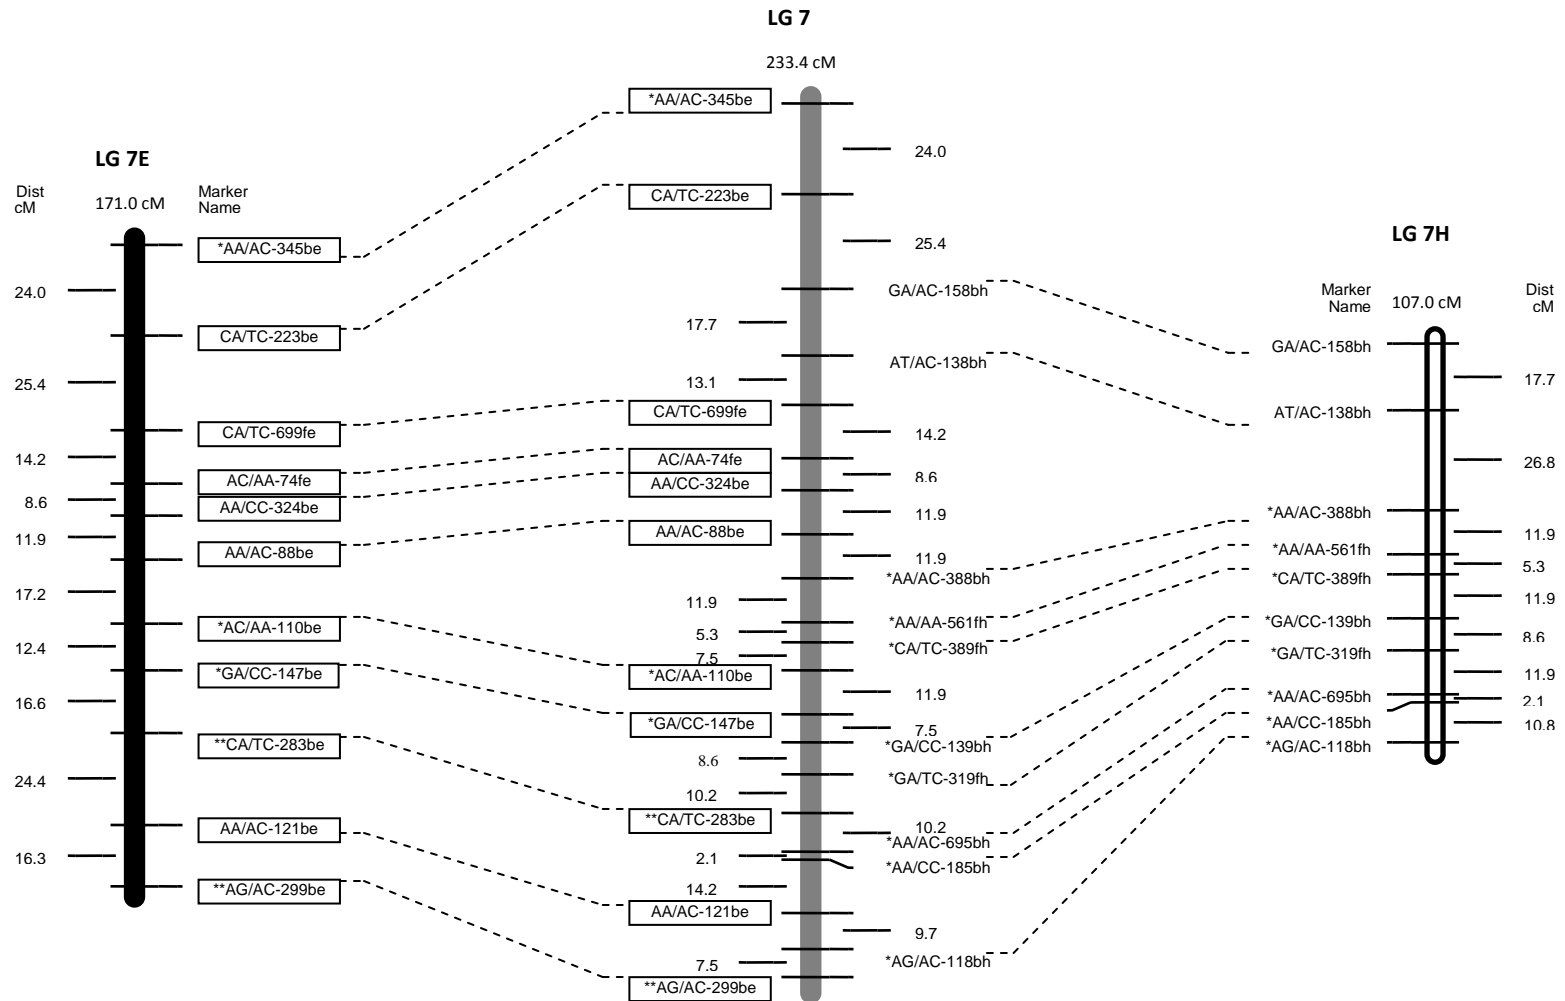 LG 7
233.4 cM
LG 7E
Dist
cM
171.0 cM
Marker
Name
*AA/AC-345be
24.0
CA/TC-223be
25.4
CA/TC-699fe
14.2
AC/AA-74fe
8.6
AA/CC-324be
11.9
AA/AC-88be
17.2
*AC/AA-110be
12.4
*GA/CC-147be
16.6
**CA/TC-283be
24.4
AA/AC-121be
16.3
**AG/AC-299be
*AA/AC-345be
24.0
CA/TC-223be
25.4
GA/AC-158bh
17.7
AT/AC-138bh
13.1
CA/TC-699fe
14.2
AC/AA-74fe
8.6
AA/CC-324be
11.9
AA/AC-88be
11.9
*AA/AC-388bh
11.9
*AA/AA-561fh
5.3
*CA/TC-389fh
7.5
*AC/AA-110be
11.9
*GA/CC-147be
7.5
*GA/CC-139bh
8.6
*GA/TC-319fh
10.2
**CA/TC-283be
10.2
*AA/AC-695bh
2.1
*AA/CC-185bh
14.2
AA/AC-121be
9.7
*AG/AC-118bh
7.5
**AG/AC-299be
LG 7H
Marker
Name
107.0 cM
Dist
cM
GA/AC-158bh
17.7
AT/AC-138bh
26.8
*AA/AC-388bh
11.9
*AA/AA-561fh
5.3
*CA/TC-389fh
11.9
*GA/CC-139bh
8.6
*GA/TC-319fh
11.9
*AA/AC-695bh
2.1
*AA/CC-185bh
10.8
*AG/AC-118bh